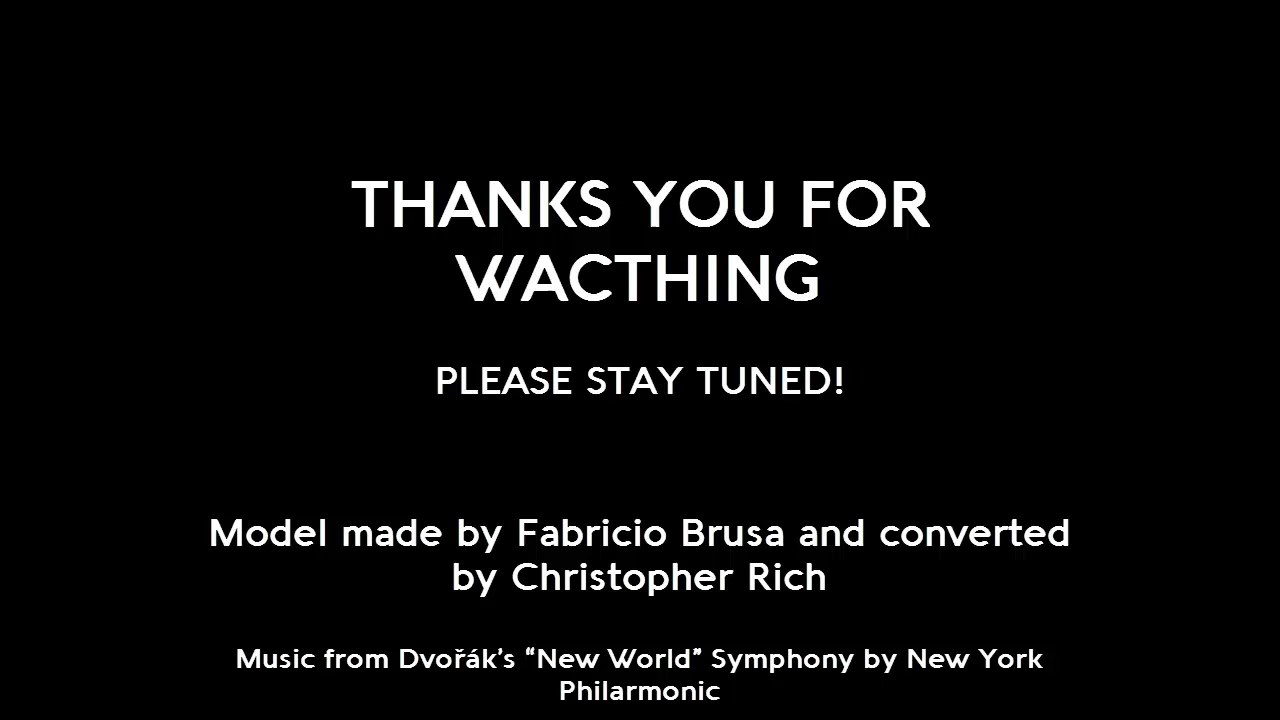 THANKS YOU FOR
WACTHING
PLEASE STAY TUNED!
Model made by Fabricio Brusa and converted
by Christopher Rich
Music from Dvořák’s “New World” Symphony by New York
Philarmonic